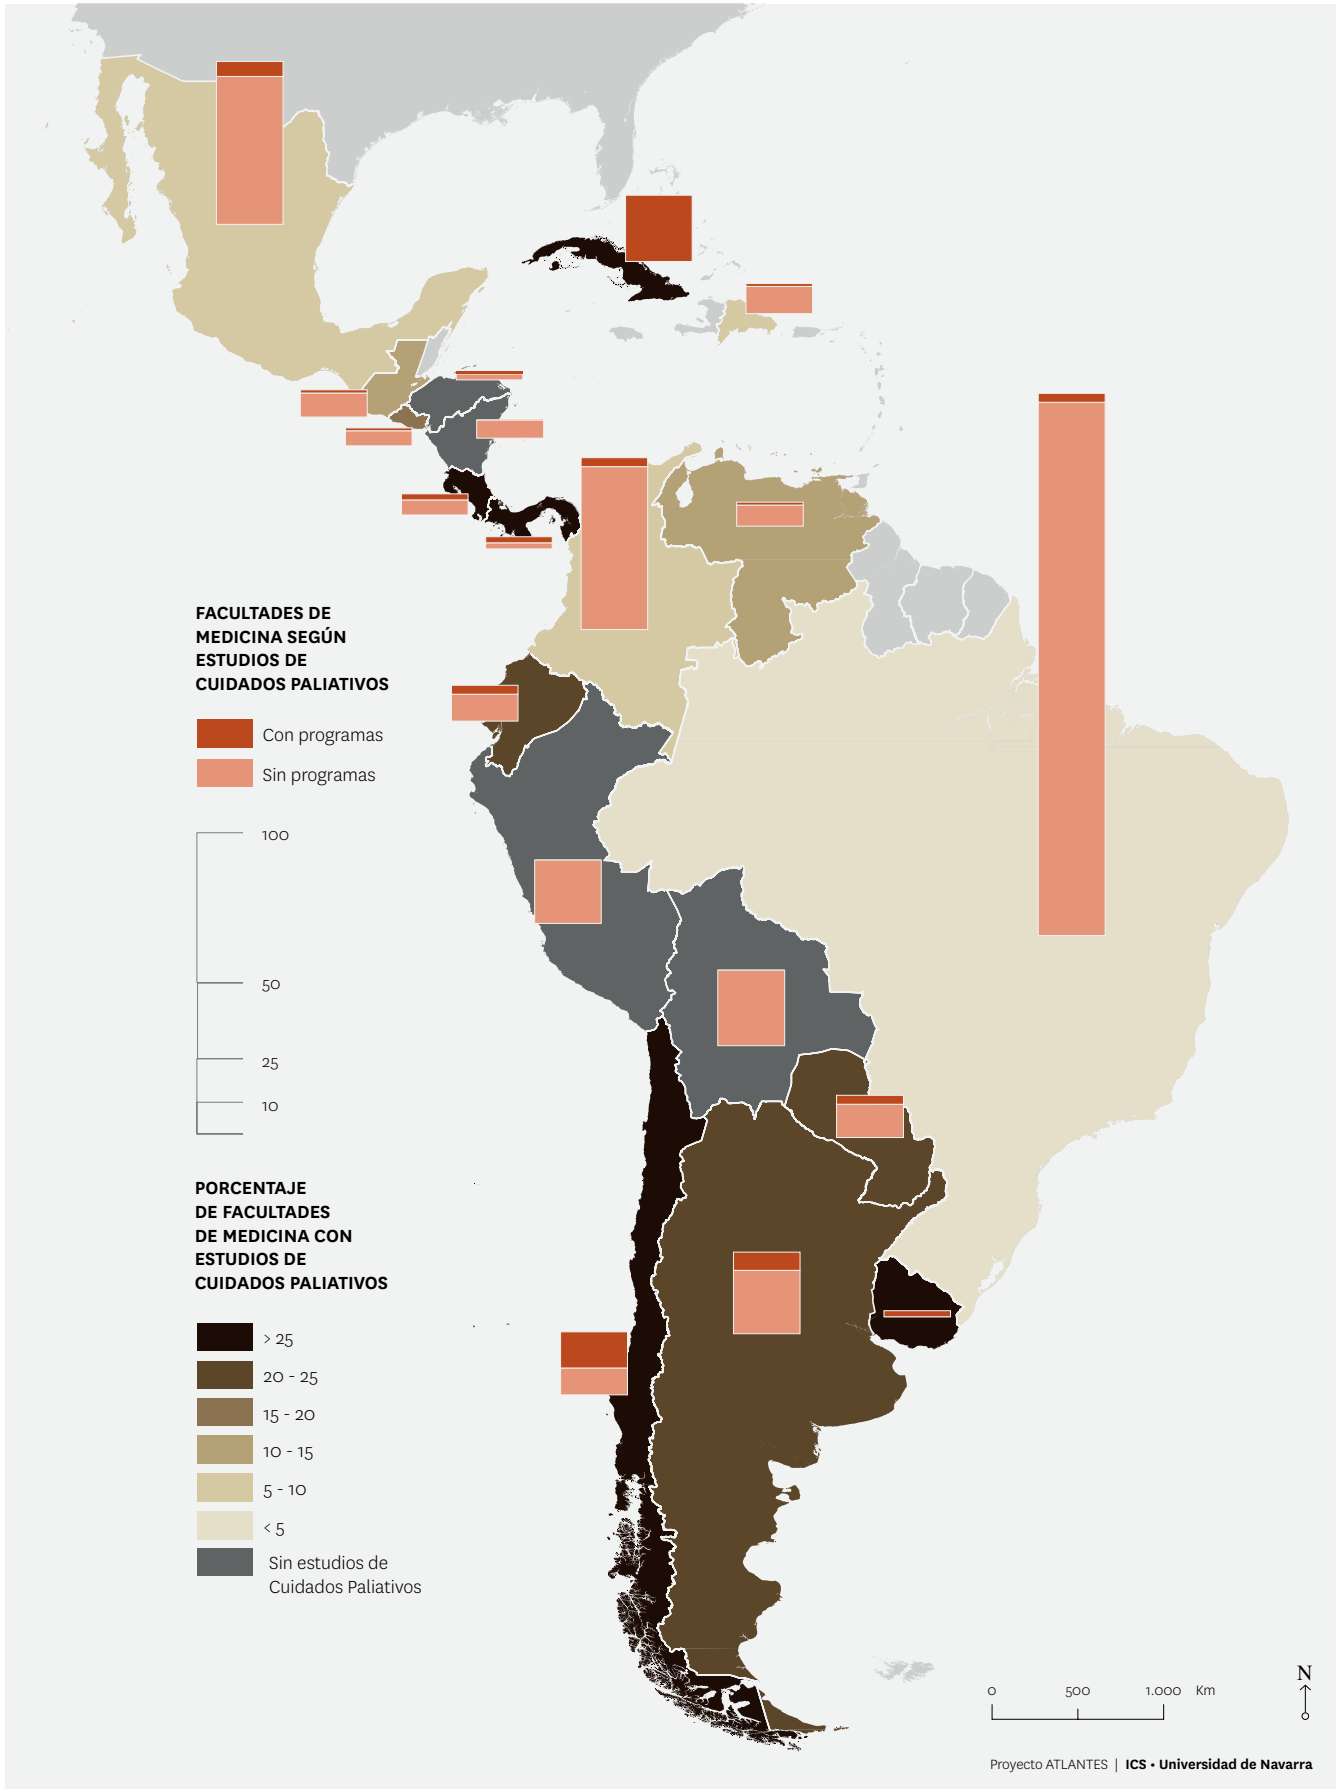 FACULTADES DE
MEDICINA SEGÚN
ESTUDIOS DE
CUIDADOS PALIATIVOS
Con programas
Sin programas
100
50
25
10
PORCENTAJE
DE FACULTADES
DE MEDICINA CON
ESTUDIOS DE
CUIDADOS PALIATIVOS
> 25
20 - 25
15 - 20
10 - 15
5 - 10
< 5
Sin estudios de
Cuidados Paliativos
N
0 500 1.000 Km
Proyecto ATLANTES | ICS • Universidad de Navarra